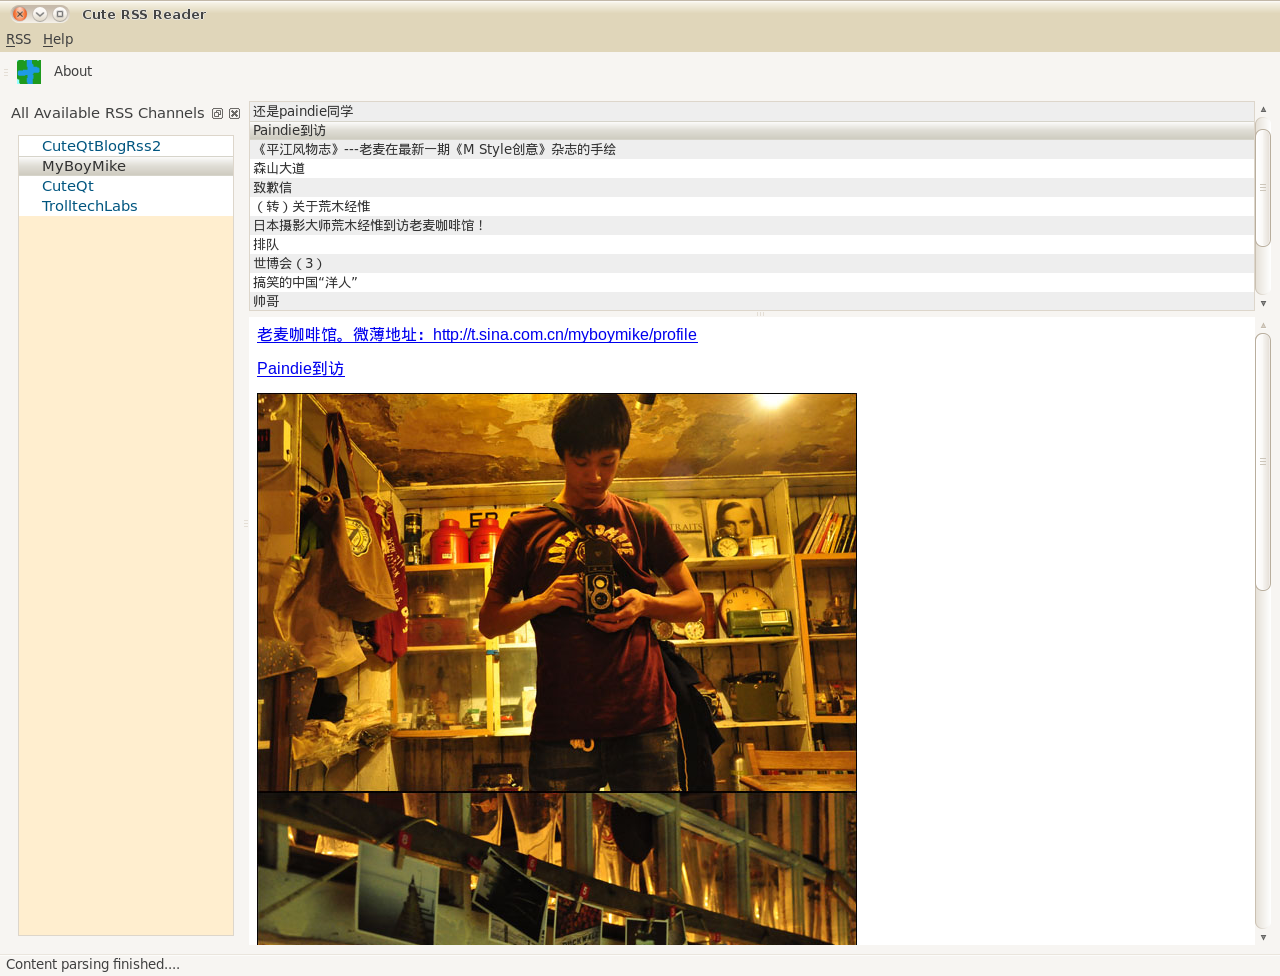 Cute RSS Reader
RSS Help
About
All Available RSS Channels
CuteQtBlogRss2
MyBoyMike
CuteQt
TrolltechLabs
还是paindie同学
Paindie到访
《平江风物志》---老麦在最新一期《M Style创意》杂志的手绘
森山大道
致歉信
（转）关于荒木经惟
日本摄影大师荒木经惟到访老麦咖啡馆！
排队
世博会（3）
搞笑的中国“洋人”
帅哥
老麦咖啡馆。微薄地址：http://t.sina.com.cn/myboymike/profile
Paindie到访
Content parsing finished....